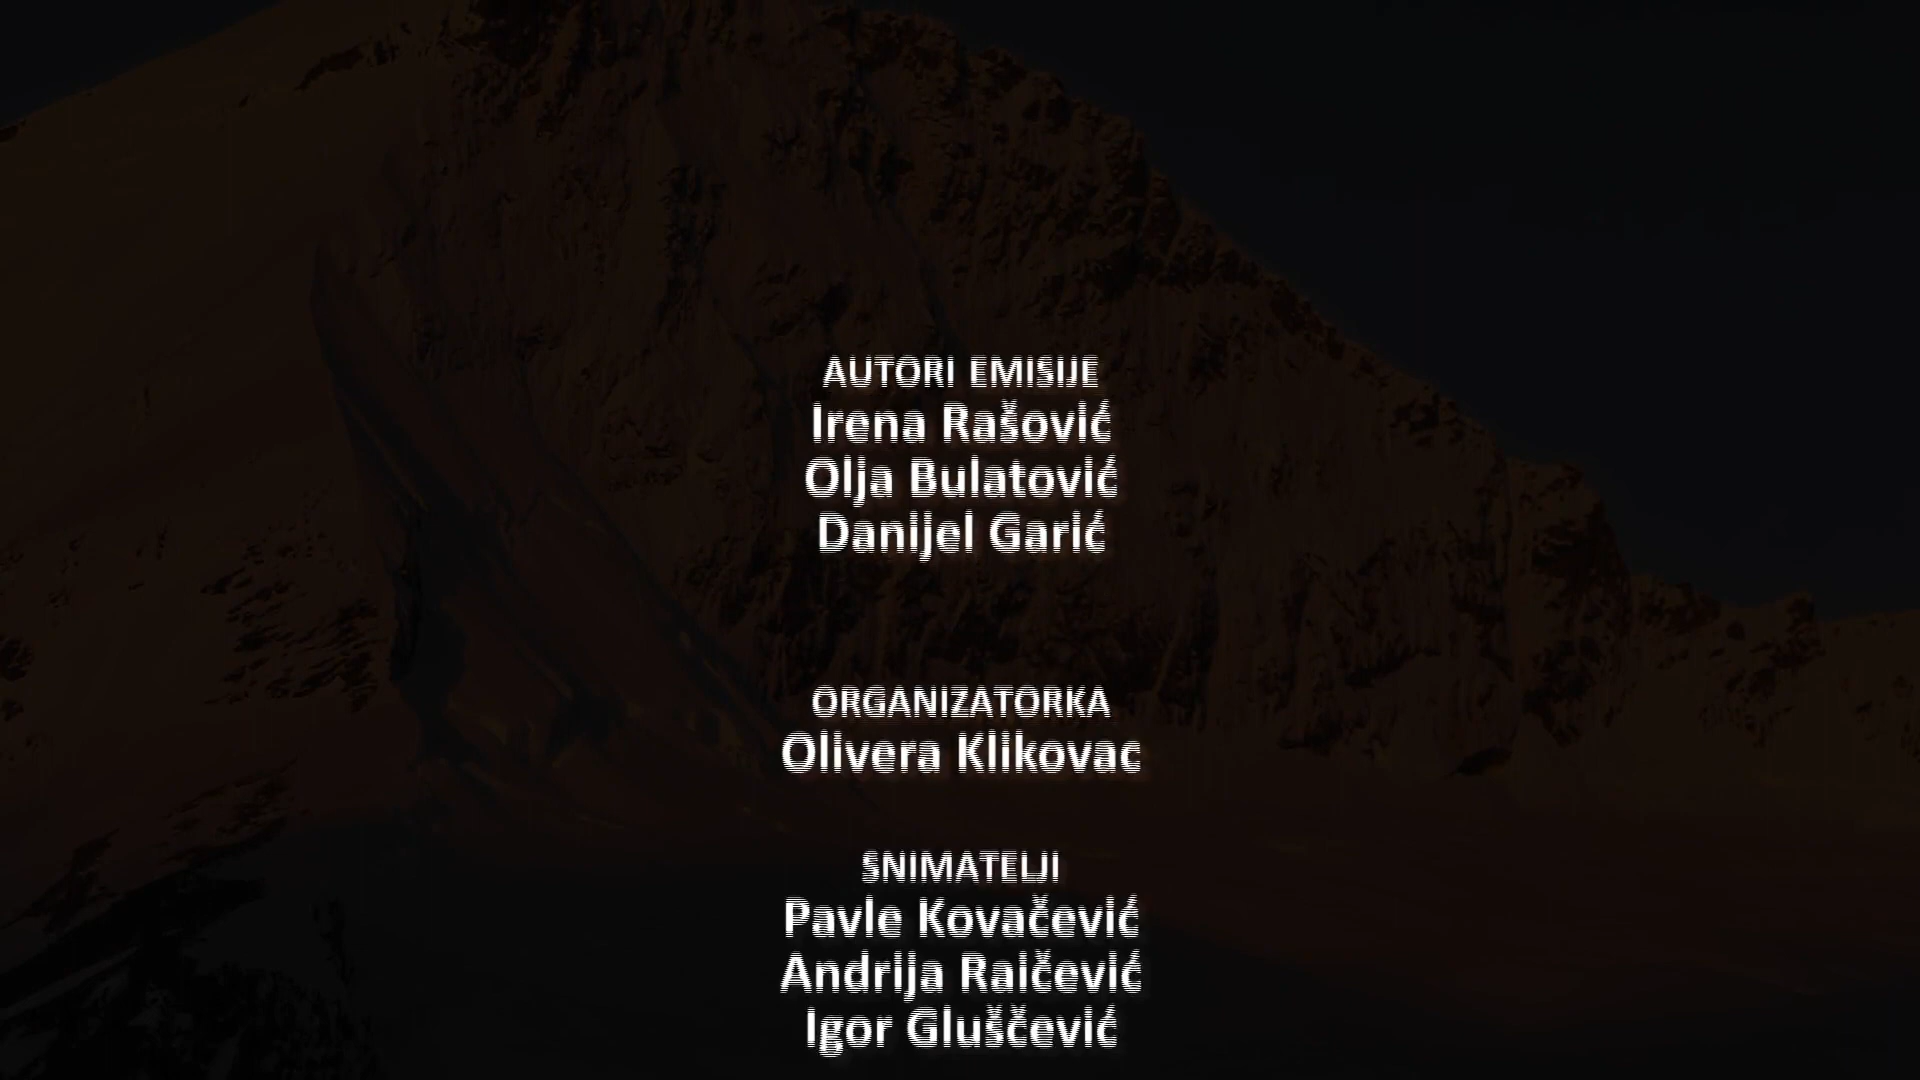 AUTORI EMISIJE
Irena Rašović
Olja Bulatović
Danijel Garić
ORGANIZATORKA
Olivera Klikovac
SNIMATELJI
Pavle Kovačević
Andrija Raičević
Igor Gluščević